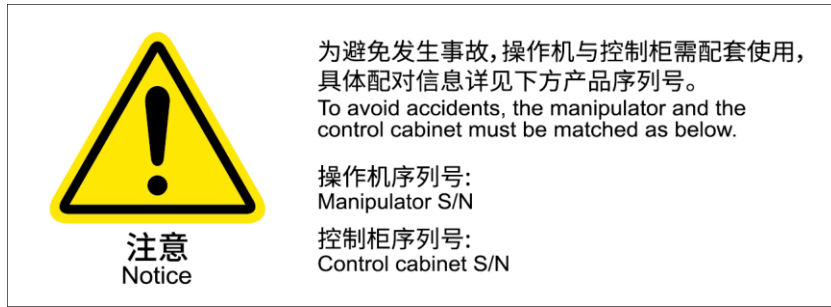 为避免发生事故,操作机与控制柜需配套使用,
具体配对信息详见下方产品序列号。
To avoid accidents, the manipulator and the
control cabinet must be matched as below.
操作机序列号:
Manipulator S/N
控制柜序列号:
Control cabinet S/N
注意
Notice